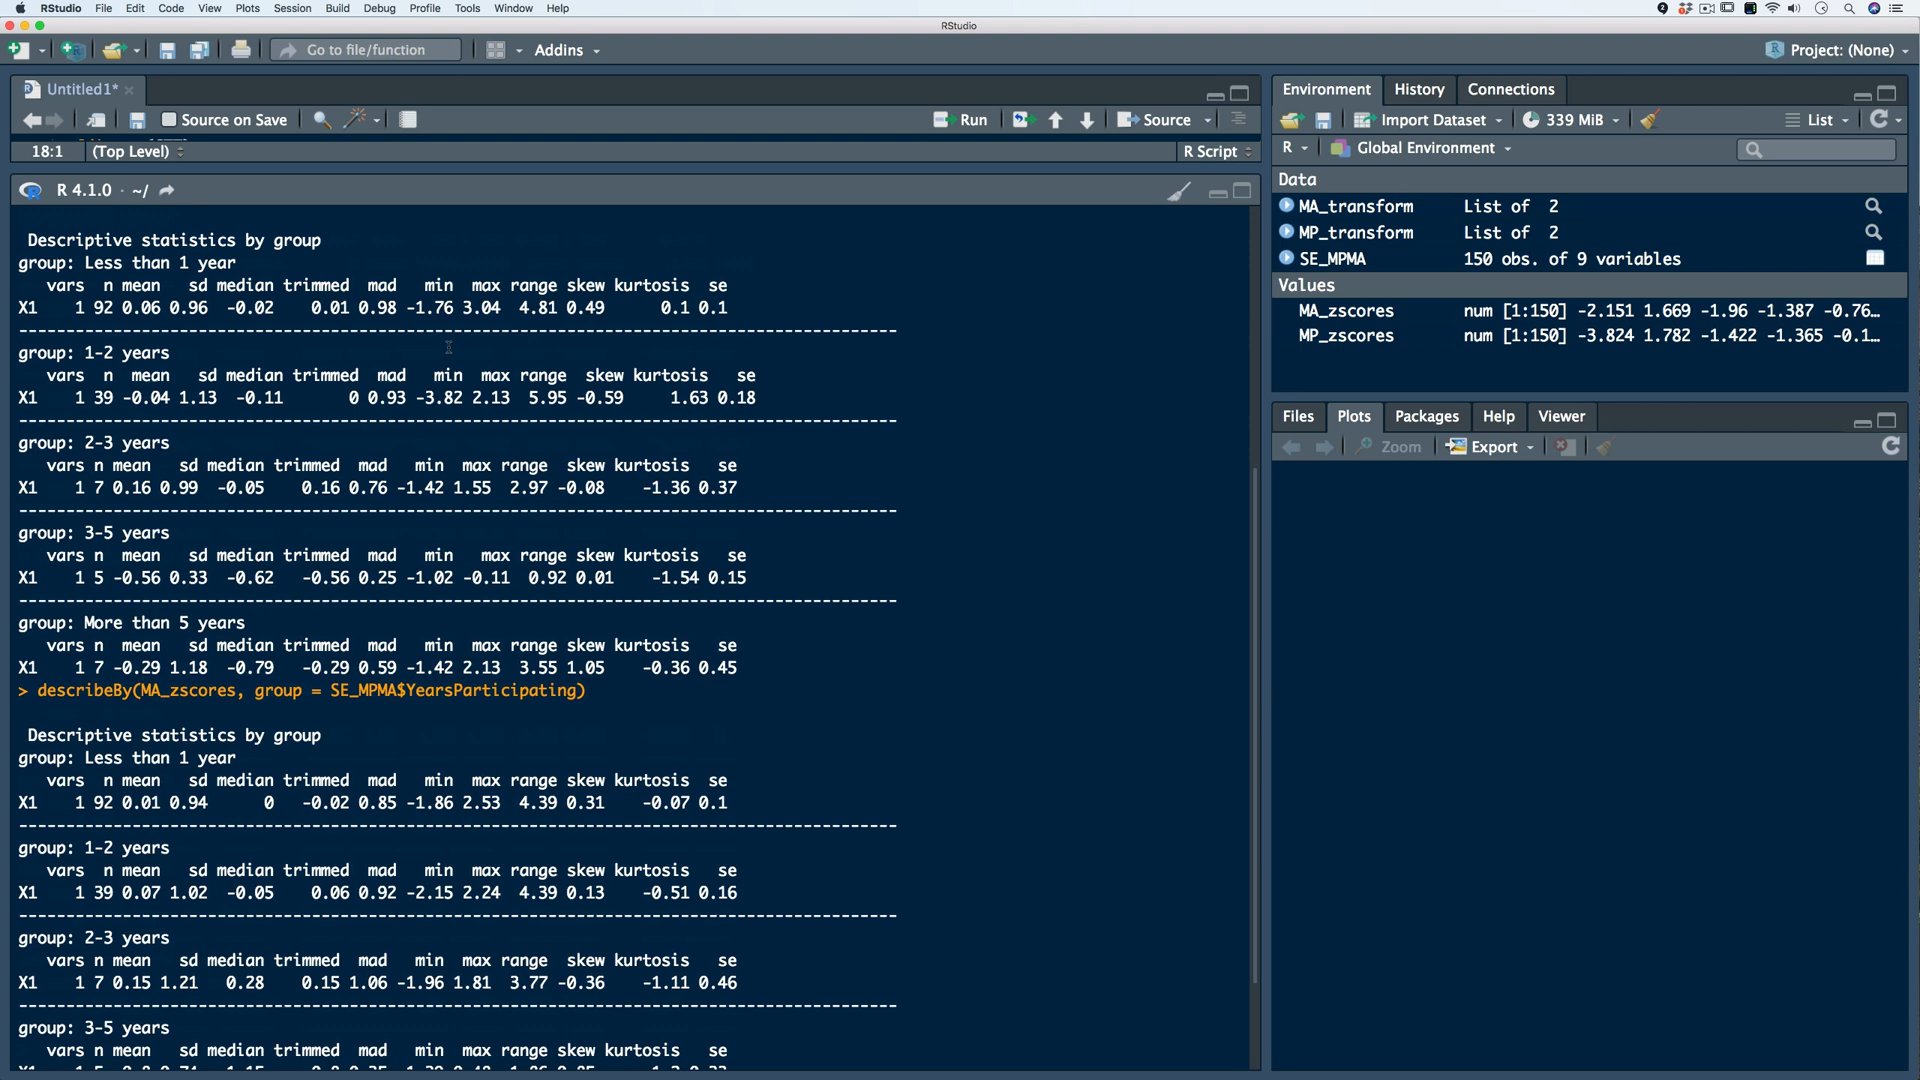 RStudio File Edit Code View Plots Session Build Debug Profile Tools Window Help
RStudio
Go to file/function Addins Project: (None)
Untitled1*
Source on Save Run Source
18:1 (Top Level) R Script
R 4.1.0 · ~/
Descriptive statistics by group
group: Less than 1 year
vars n mean sd median trimmed mad min max range skew kurtosis se
X1 1 92 0.06 0.96 -0.02 0.01 0.98 -1.76 3.04 4.81 0.49 0.1 0.1
-----------------------------------------------------------------------------------------------
group: 1-2 years
vars n mean sd median trimmed mad min max range skew kurtosis se
X1 1 39 -0.04 1.13 -0.11 0 0.93 -3.82 2.13 5.95 -0.59 1.63 0.18
-----------------------------------------------------------------------------------------------
group: 2-3 years
vars n mean sd median trimmed mad min max range skew kurtosis se
X1 1 7 0.16 0.99 -0.05 0.16 0.76 -1.42 1.55 2.97 -0.08 -1.36 0.37
-----------------------------------------------------------------------------------------------
group: 3-5 years
vars n mean sd median trimmed mad min max range skew kurtosis se
X1 1 5 -0.56 0.33 -0.62 -0.56 0.25 -1.02 -0.11 0.92 0.01 -1.54 0.15
-----------------------------------------------------------------------------------------------
group: More than 5 years
vars n mean sd median trimmed mad min max range skew kurtosis se
X1 1 7 -0.29 1.18 -0.79 -0.29 0.59 -1.42 2.13 3.55 1.05 -0.36 0.45
> describeBy(MA_zscores, group = SE_MPMA$YearsParticipating)
Descriptive statistics by group
group: Less than 1 year
vars n mean sd median trimmed mad min max range skew kurtosis se
X1 1 92 0.01 0.94 0 -0.02 0.85 -1.86 2.53 4.39 0.31 -0.07 0.1
-----------------------------------------------------------------------------------------------
group: 1-2 years
vars n mean sd median trimmed mad min max range skew kurtosis se
X1 1 39 0.07 1.02 -0.05 0.06 0.92 -2.15 2.24 4.39 0.13 -0.51 0.16
-----------------------------------------------------------------------------------------------
group: 2-3 years
vars n mean sd median trimmed mad min max range skew kurtosis se
X1 1 7 0.15 1.21 0.28 0.15 1.06 -1.96 1.81 3.77 -0.36 -1.11 0.46
-----------------------------------------------------------------------------------------------
group: 3-5 years
vars n mean sd median trimmed mad min max range skew kurtosis se
Environment History Connections
Import Dataset 339 MiB List
R Global Environment
Data
MA_transform List of 2
MP_transform List of 2
SE_MPMA 150 obs. of 9 variables
Values
MA_zscores num [1:150] -2.151 1.669 -1.96 -1.387 -0.76…
MP_zscores num [1:150] -3.824 1.782 -1.422 -1.365 -0.1…
Files Plots Packages Help Viewer
Zoom Export